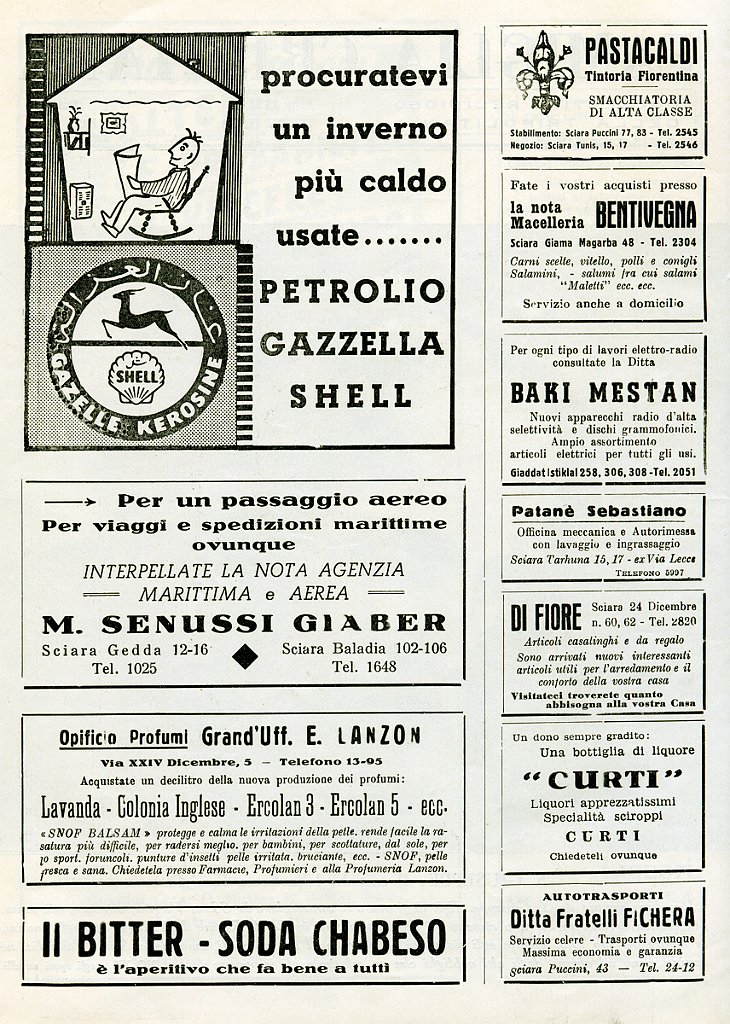 procuratevi
un inverno
più caldo
usate.......
PETROLIO
GAZZELLA
SHELL
SHELL
GAZELLE KEROSINE
Per un passaggio aereo
Per viaggi e spedizioni marittime
ovunque
INTERPELLATE LA NOTA AGENZIA
MARITTIMA e AEREA
M. SENUSSI GIABER
Sciara Gedda 12-16
Tel. 1025
Sciara Baladia 102-106
Tel. 1648
Opificio Profumi Grand'Uff. E. LANZON
Via XXIV Dicembre, 5 - Telefono 13-95
Acquistate un decilitro della nuova produzione dei profumi:
Lavanda - Colonia Inglese - Ercolan 3 - Ercolan 5 - ecc.
«SNOF BALSAM» protegge e calma le irritazioni della pelle. rende facile la ra-
satura più difficile, per radersi meglio. per bambini, per scottature, dal sole, per
lo sport. foruncoli. punture d'insetti pelle irritata. bruciante, ecc. - SNOF, pelle
fresca e sana. Chiedetela presso Farmacie, Profumieri e alla Profumeria Lanzon.
Il BITTER - SODA CHABESO
è l'aperitivo che fa bene a tutti
PASTACALDI
Tintoria Fiorentina
SMACCHIATORIA
DI ALTA CLASSE
Stabilimento: Sciara Puccini 77, 83 - Tel. 2545
Negozio: Sciara Tunis, 15, 17 - Tel. 2546
Fate i vostri acquisti presso
la nota
Macelleria BENTIVEGNA
Sciara Giama Magarba 48 - Tel. 2304
Carni scelte, vitello, polli e conigli
Salamini, - salumi fra cui salami
"Maletti" ecc. ecc.
Servizio anche a domicilio
Per ogni tipo di lavori elettro-radio
consultate la Ditta
BAKI MESTAN
Nuovi apparecchi radio d'alta
selettività e dischi grammofonici.
Ampio assortimento
articoli elettrici per tutti gli usi.
Giaddat Istiklal 258, 306, 308 - Tel. 2051
Patanè Sebastiano
Officina meccanica e Autorimessa
con lavaggio e ingrassaggio
Sciara Tarhuna 15, 17 - ex Via Lecce
TELEFONO 5997
DI FIORE Sciara 24 Dicembre
n. 60, 62 - Tel. 2820
Articoli casalinghi e da regalo
Sono arrivati nuovi interessanti
articoli utili per l'arredamento e il
conforto della vostra casa
Visitateci troverete quanto
abbisogna alla vostra Casa
Un dono sempre gradito:
Una bottiglia di liquore
"CURTI"
Liquori apprezzatissimi
Specialità sciroppi
CURTI
Chiedeteli ovunque
AUTOTRASPORTI
Ditta Fratelli FICHERA
Servizio celere - Trasporti ovunque
Massima economia e garanzia
Sciara Puccini, 43 — Tel. 24-12